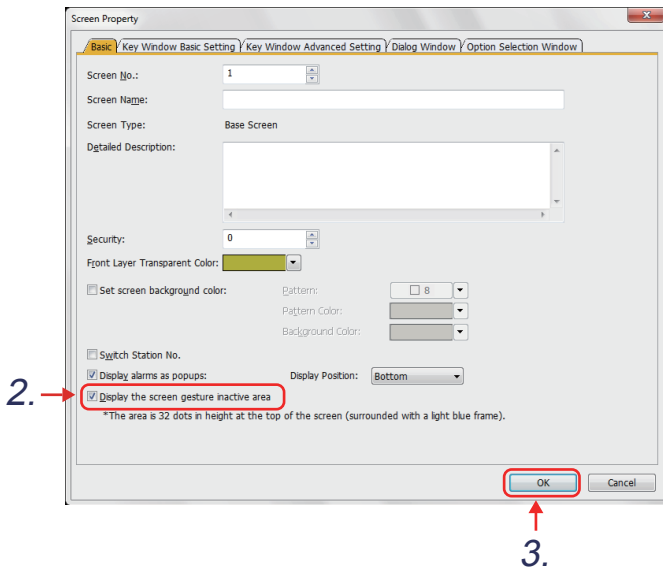 Screen Property
Basic Key Window Basic Setting Key Window Advanced Setting Dialog Window Option Selection Window
Screen No.: 1
Screen Name:
Screen Type: Base Screen
Detailed Description:
Security: 0
Front Layer Transparent Color:
Set screen background color: Pattern: 8
Pattern Color:
Background Color:
Switch Station No.
Display alarms as popups: Display Position: Bottom
2. Display the screen gesture inactive area
*The area is 32 dots in height at the top of the screen (surrounded with a light blue frame).
OK Cancel
3.